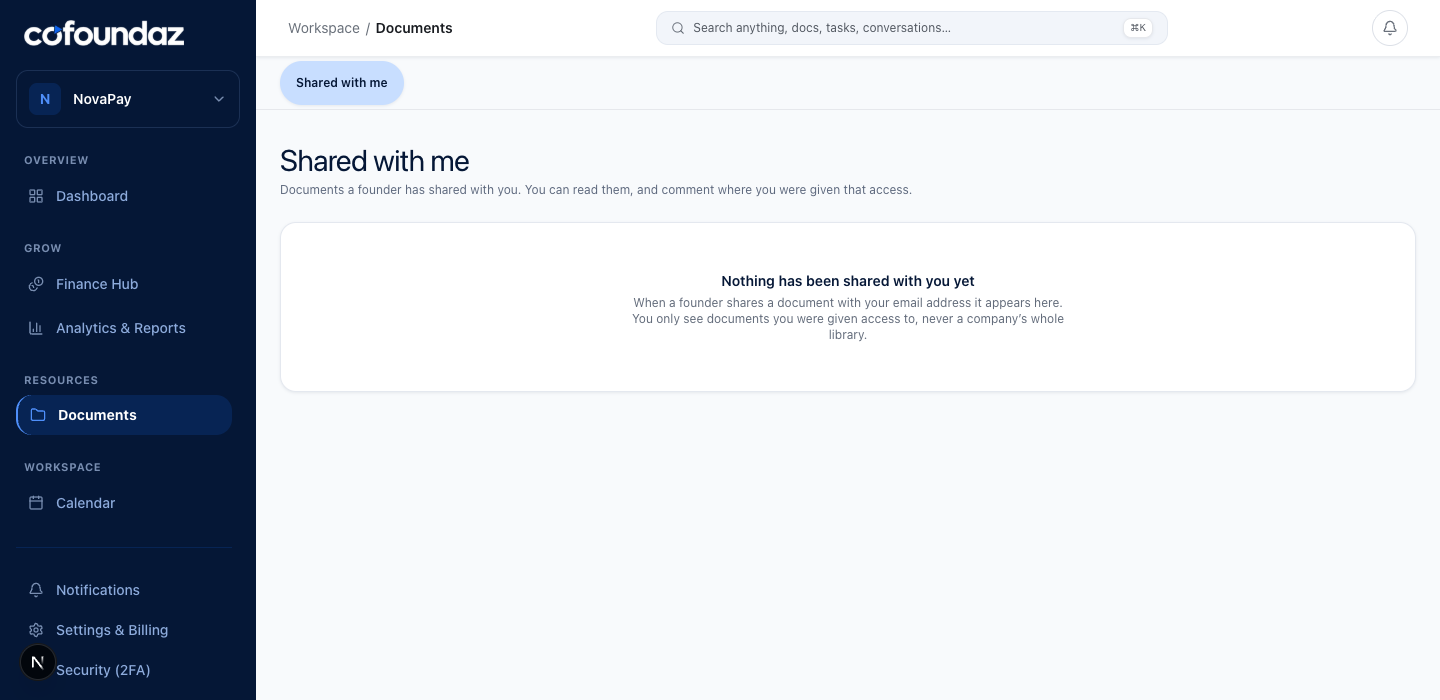 cofoundaz
Workspace / Documents
Search anything, docs, tasks, conversations...
⌘K
N
NovaPay
Shared with me
OVERVIEW
Dashboard
GROW
Finance Hub
Analytics & Reports
RESOURCES
Documents
WORKSPACE
Calendar
Notifications
Settings & Billing
N
Security (2FA)
Shared with me
Documents a founder has shared with you. You can read them, and comment where you were given that access.
Nothing has been shared with you yet
When a founder shares a document with your email address it appears here.
You only see documents you were given access to, never a company’s whole
library.